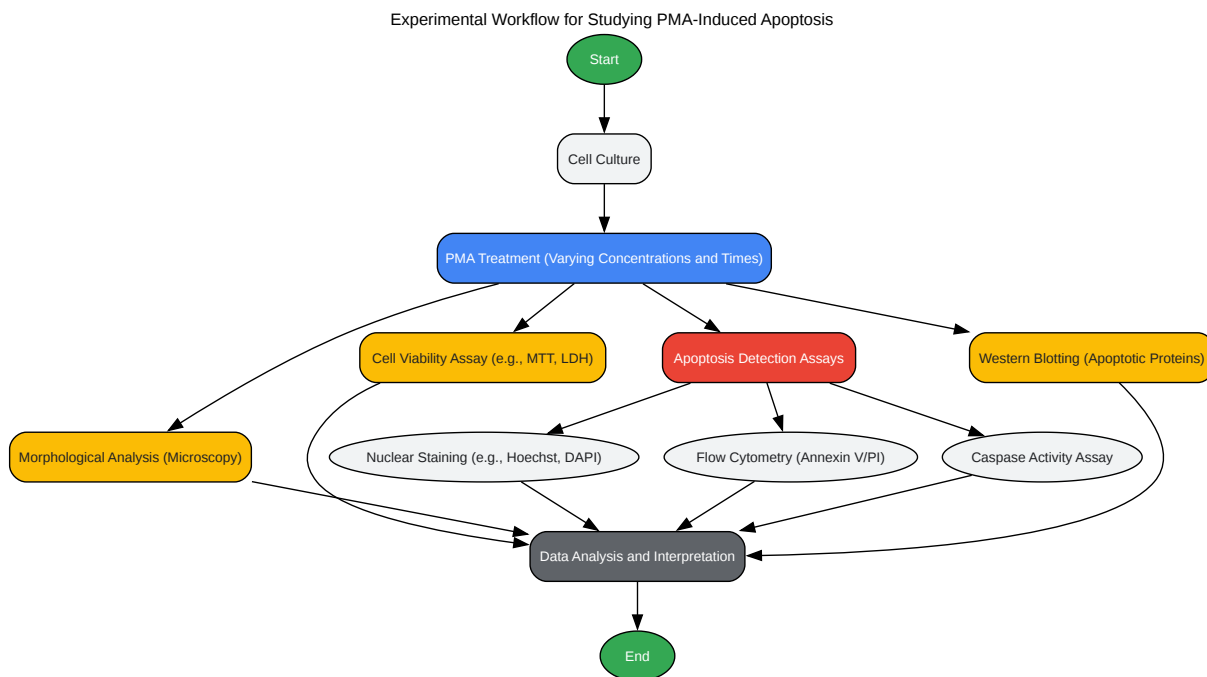 Experimental Workflow for Studying PMA-Induced Apoptosis
Start
Cell Culture
PMA Treatment (Varying Concentrations and Times)
Cell Viability Assay (e.g., MTT, LDH)
Apoptosis Detection Assays
Western Blotting (Apoptotic Proteins)
Morphological Analysis (Microscopy)
Nuclear Staining (e.g., Hoechst, DAPI)
Flow Cytometry (Annexin V/PI)
Caspase Activity Assay
Data Analysis and Interpretation
End